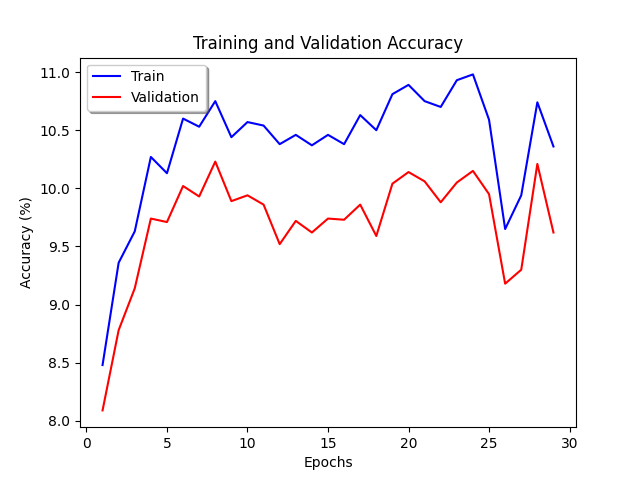 Training and Validation Accuracy
Train
Validation
Accuracy (%)
11.0
10.5
10.0
9.5
9.0
8.5
8.0
0 5 10 15 20 25 30
Epochs